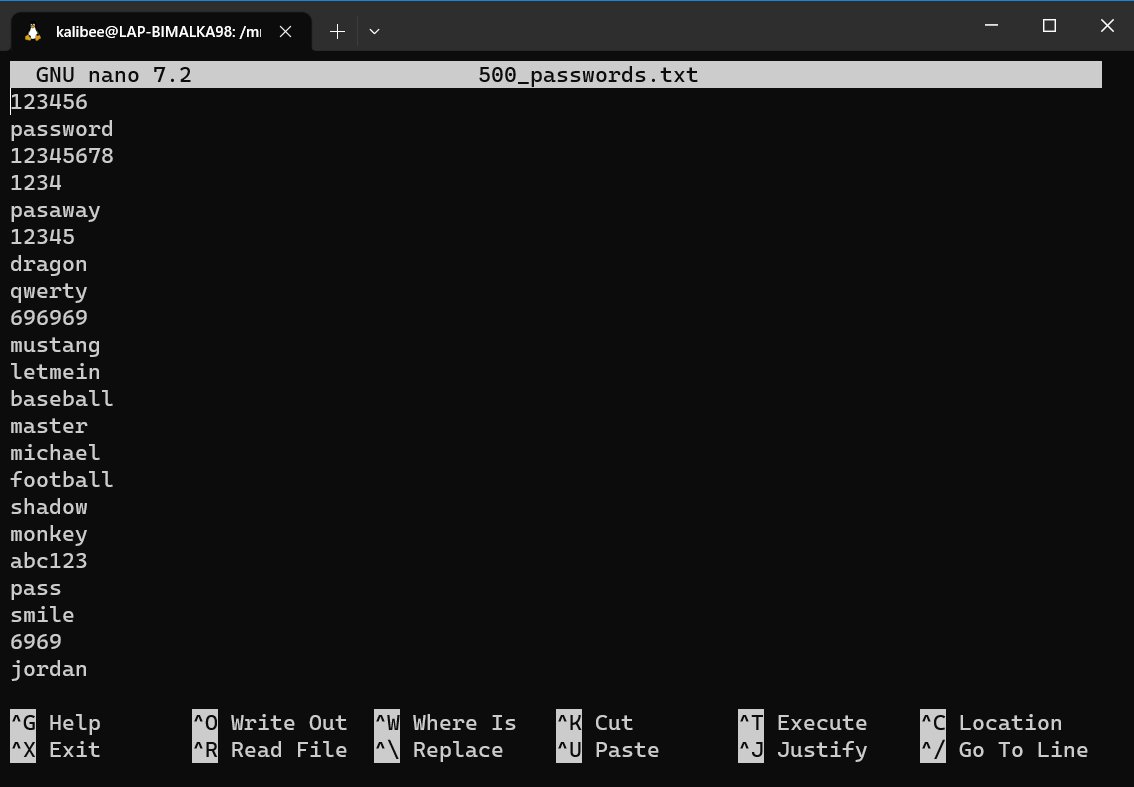 kalibee@LAP-BIMALKA98: /m
GNU nano 7.2 500_passwords.txt
123456
password
12345678
1234
pasaway
12345
dragon
qwerty
696969
mustang
letmein
baseball
master
michael
football
shadow
monkey
abc123
pass
smile
6969
jordan
^G Help ^O Write Out ^W Where Is ^K Cut ^T Execute ^C Location
^X Exit ^R Read File ^\ Replace ^U Paste ^J Justify ^/ Go To Line